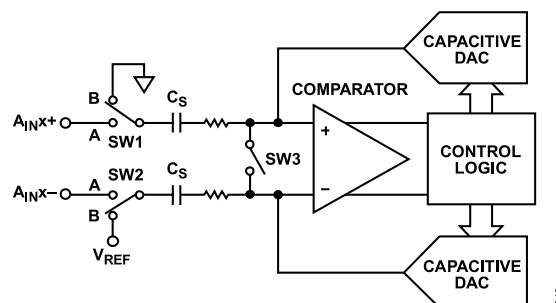 CAPACITIVE
DAC
B
COMPARATOR
CS
AINX+
A
SW1
+
SW3
CONTROL
LOGIC
AINX–
A
SW2
CS
–
B
VREF
CAPACITIVE
DAC